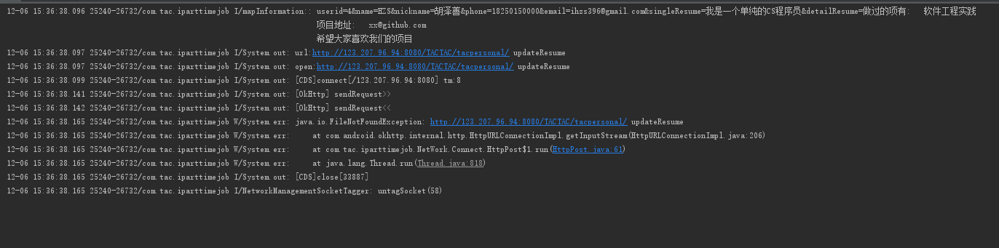 12-06 15:36:38.096 25240-26732/com.tac.iparttimejob I/mapInformation:: userid=4&name=HZS&nickname=胡泽善&phone=18250150000&email=ihzs396@gmail.com&singleResume=我是一个单纯的CS程序员&detailResume=做过的项有: 软件工程实践
项目地址: xx@github.com
希望大家喜欢我们的项目
12-06 15:36:38.097 25240-26732/com.tac.iparttimejob I/System.out: url:http://123.207.96.94:8080/TACTAC/tacpersonal/ updateResume
12-06 15:36:38.097 25240-26732/com.tac.iparttimejob I/System.out: open:http://123.207.96.94:8080/TACTAC/tacpersonal/ updateResume
12-06 15:36:38.099 25240-26732/com.tac.iparttimejob I/System.out: [CDS]connect[/123.207.96.94:8080] tm:8
12-06 15:36:38.141 25240-26732/com.tac.iparttimejob I/System.out: [OkHttp] sendRequest>>
12-06 15:36:38.142 25240-26732/com.tac.iparttimejob I/System.out: [OkHttp] sendRequest<<
12-06 15:36:38.165 25240-26732/com.tac.iparttimejob W/System.err: java.io.FileNotFoundException: http://123.207.96.94:8080/TACTAC/tacpersonal/ updateResume
12-06 15:36:38.165 25240-26732/com.tac.iparttimejob W/System.err: at com.android.okhttp.internal.http.HttpURLConnectionImpl.getInputStream(HttpURLConnectionImpl.java:206)
12-06 15:36:38.165 25240-26732/com.tac.iparttimejob W/System.err: at com.tac.iparttimejob.NetWork.Connect.HttpPost$1.run(HttpPost.java:61)
12-06 15:36:38.165 25240-26732/com.tac.iparttimejob W/System.err: at java.lang.Thread.run(Thread.java:818)
12-06 15:36:38.165 25240-26732/com.tac.iparttimejob I/System.out: [CDS]close[33887]
12-06 15:36:38.165 25240-26732/com.tac.iparttimejob I/NetworkManagementSocketTagger: untagSocket(58)